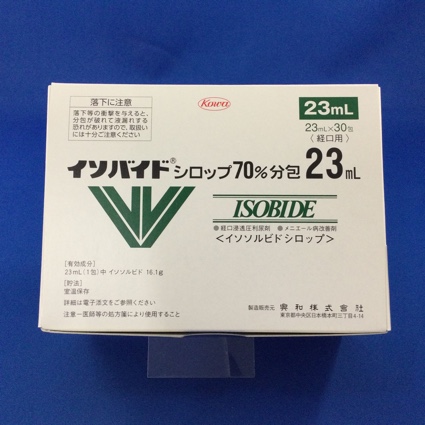 落下に注意
落下等の衝撃を与えると、
分包が破れて液漏れする
恐れがありますので、取扱い
には十分ご注意ください
Kowa
23mL
23mL×30包
(経口用)
イソバイド®シロップ70%分包23mL
ISOBIDE
●経口浸透圧利尿剤 ●メニエール病改善剤
<イソソルビドシロップ>
[有効成分]
23mL(1包)中 イソソルビド 16.1g
[貯法]
室温保存
詳細は電子添文をご参照ください
注意−医師等の処方箋により使用すること
製造販売元 興和株式会社
東京都中央区日本橋本町三丁目4-14